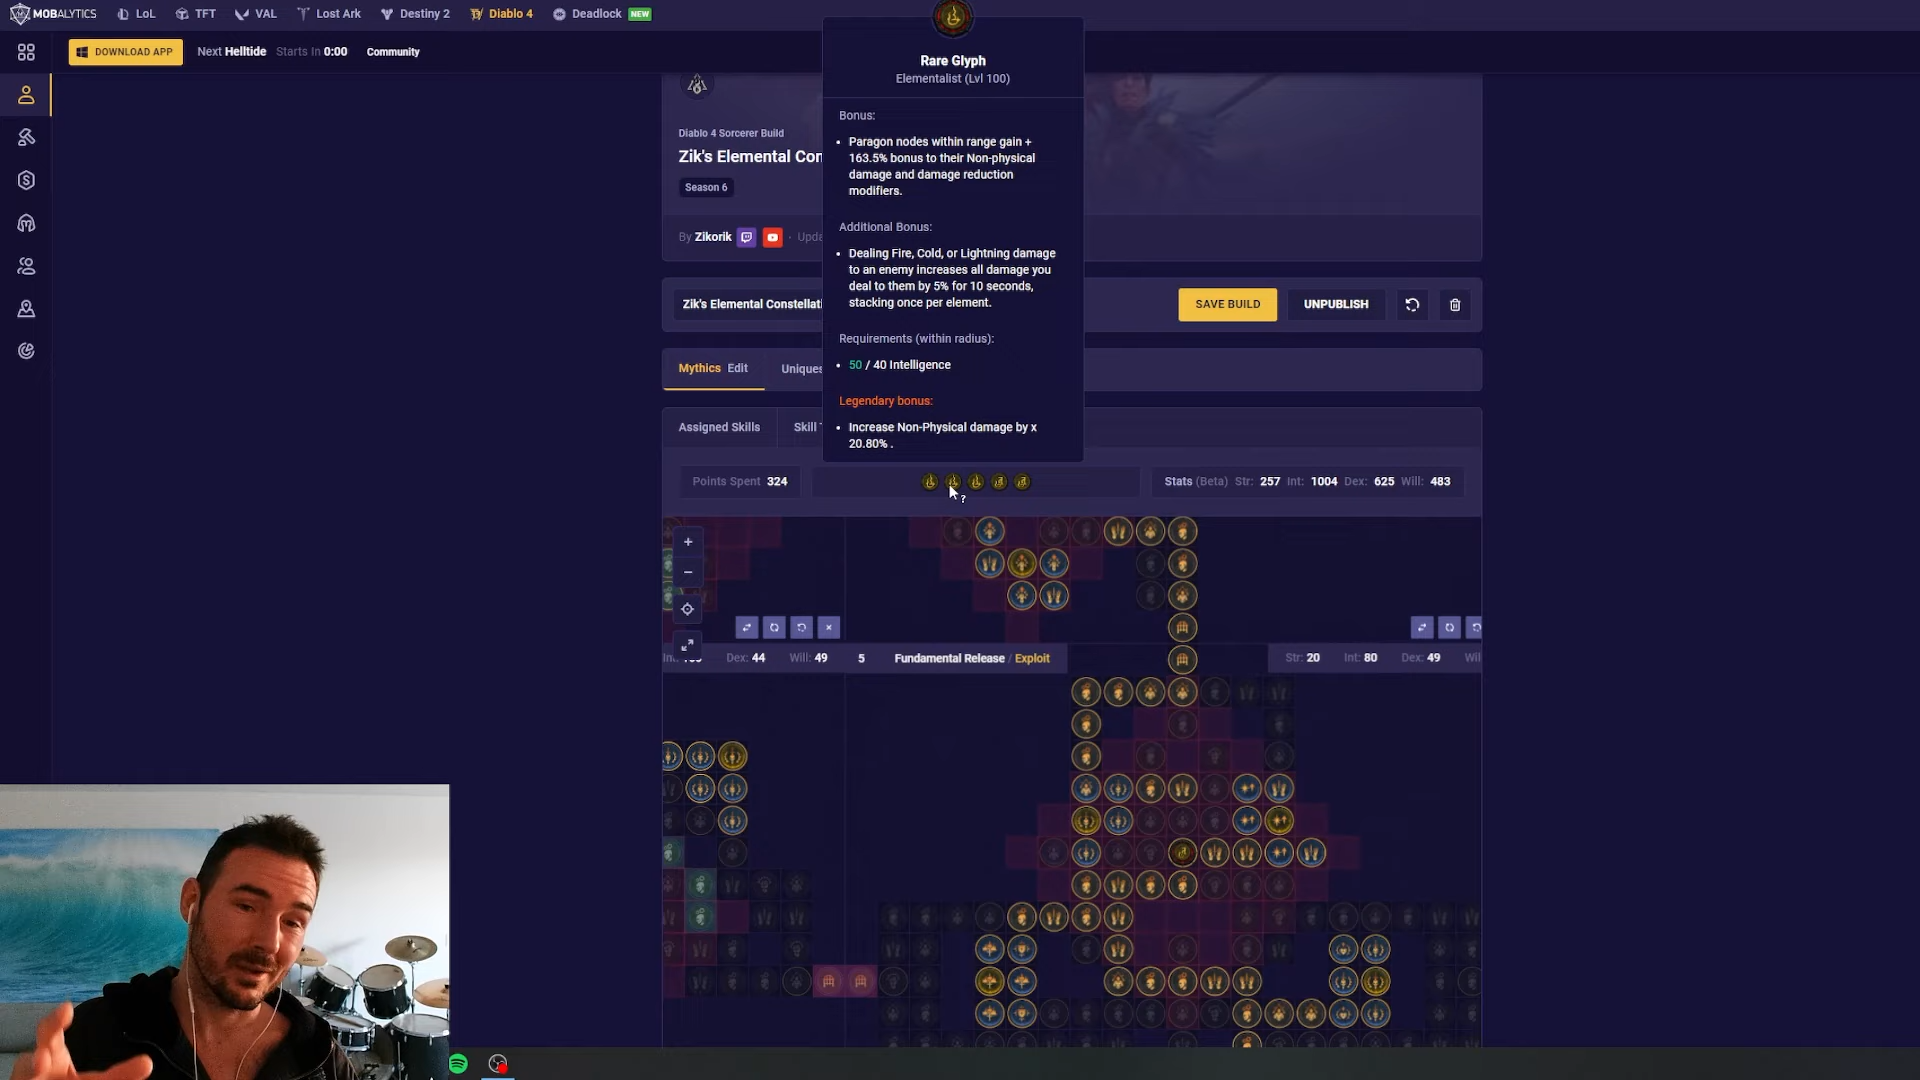 MOBALYTICS LoL TFT VAL Lost Ark Destiny 2 Diablo 4 Deadlock NEW
DOWNLOAD APP Next Helltide Starts In 0:00 Community
Rare Glyph
Elementalist (Lvl 100)
Bonus:
Paragon nodes within range gain +
163.5% bonus to their Non-physical
damage and damage reduction
modifiers.
Additional Bonus:
Dealing Fire, Cold, or Lightning damage
to an enemy increases all damage you
deal to them by 5% for 10 seconds,
stacking once per element.
Requirements (within radius):
50 / 40 Intelligence
Legendary bonus:
Increase Non-Physical damage by x
20.80% .
Diablo 4 Sorcerer Build
Zik's Elemental Con
Season 6
By Zikorik · Upda
Zik's Elemental Constellati
SAVE BUILD UNPUBLISH
Mythics Edit Uniques
Assigned Skills Skill
Points Spent 324
Stats (Beta) Str: 257 Int: 1004 Dex: 625 Will: 483
Dex: 44 Will: 49 5 Fundamental Release / Exploit Str: 20 Int: 80 Dex: 49 Wil